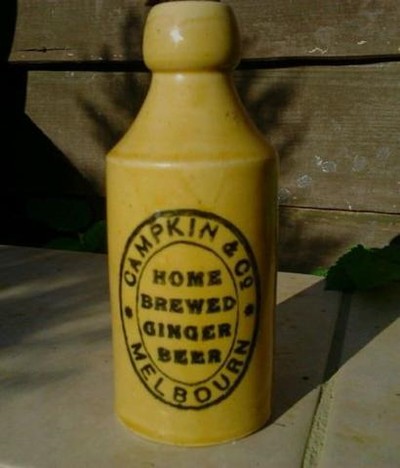 CAMPKIN & Co
HOME
BREWED
GINGER
BEER
MELBOURN